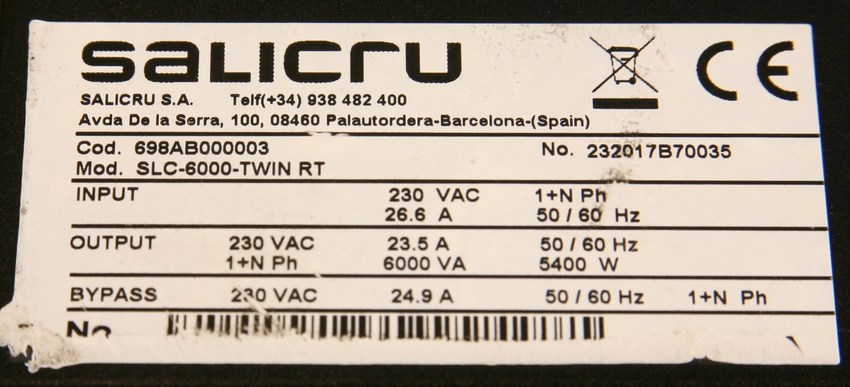 SALICRU
SALICRU S.A. Telf(+34) 938 482 400
Avda De la Serra, 100, 08460 Palautordera-Barcelona-(Spain)
CE
Cod. 698AB000003 No. 232017B70035
Mod. SLC-6000-TWIN RT
INPUT 230 VAC 1+N Ph
26.6 A 50 / 60 Hz
OUTPUT 230 VAC 23.5 A 50 / 60 Hz
1+N Ph 6000 VA 5400 W
BYPASS 230 VAC 24.9 A 50 / 60 Hz 1+N Ph
No